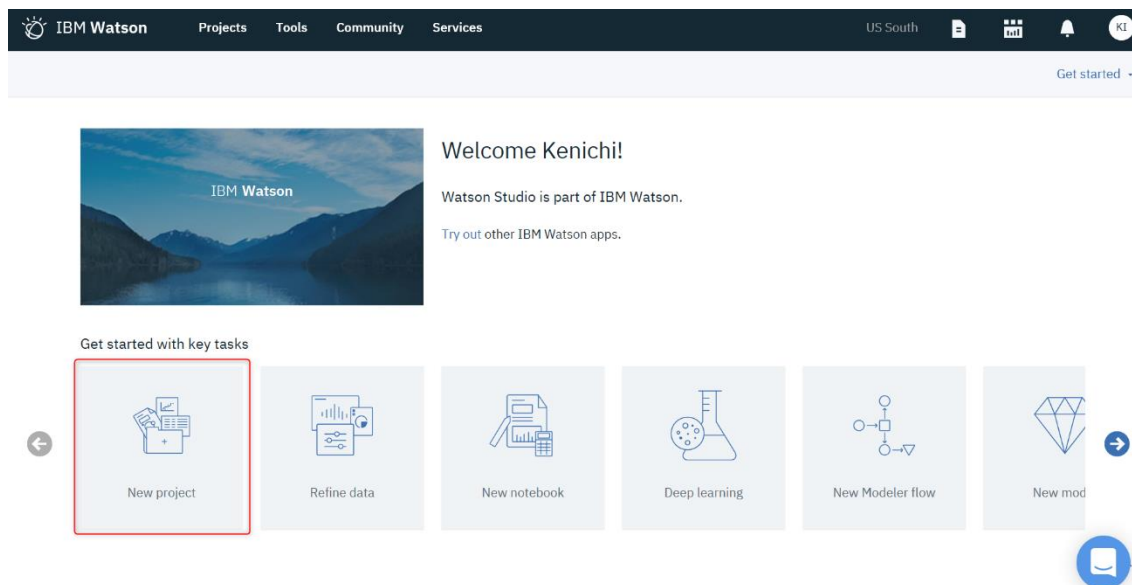 IBM Watson Projects Tools Community Services US South KI
Get started
IBM Watson
Welcome Kenichi!
Watson Studio is part of IBM Watson.
Try out other IBM Watson apps.
Get started with key tasks
New project Refine data New notebook Deep learning New Modeler flow New mod